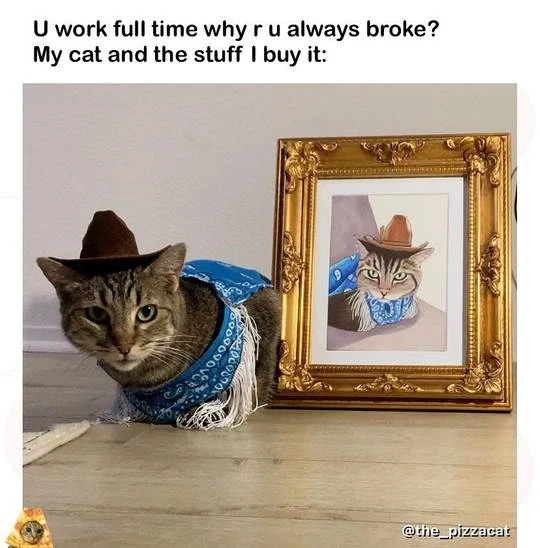 U work full time why r u always broke?
My cat and the stuff I buy it:
@the_pizzacat